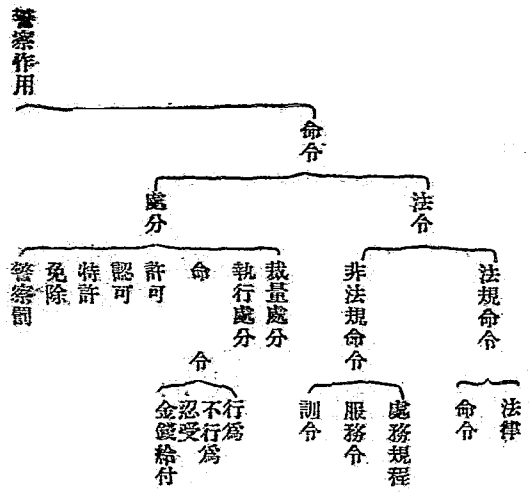 警察作用
命令
法令
處分
法規命令
非法規命令
裁量處分
執行處分
命令
許可
認可
特許
免除
警察罰
法律
命令
處務規程
服務令
訓令
行爲
不行爲
忍受
金錢給付